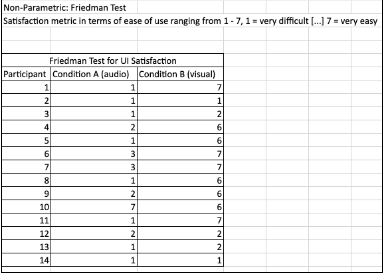 Non-Parametric: Friedman Test
Satisfaction metric in terms of ease of use ranging from 1 - 7, 1 = very difficult [...] 7 = very easy
Friedman Test for UI Satisfaction
Participant Condition A (audio) Condition B (visual)
1 1 7
2 1 1
3 1 2
4 2 6
5 1 6
6 3 7
7 3 7
8 1 6
9 2 6
10 7 6
11 1 7
12 2 2
13 1 2
14 1 1